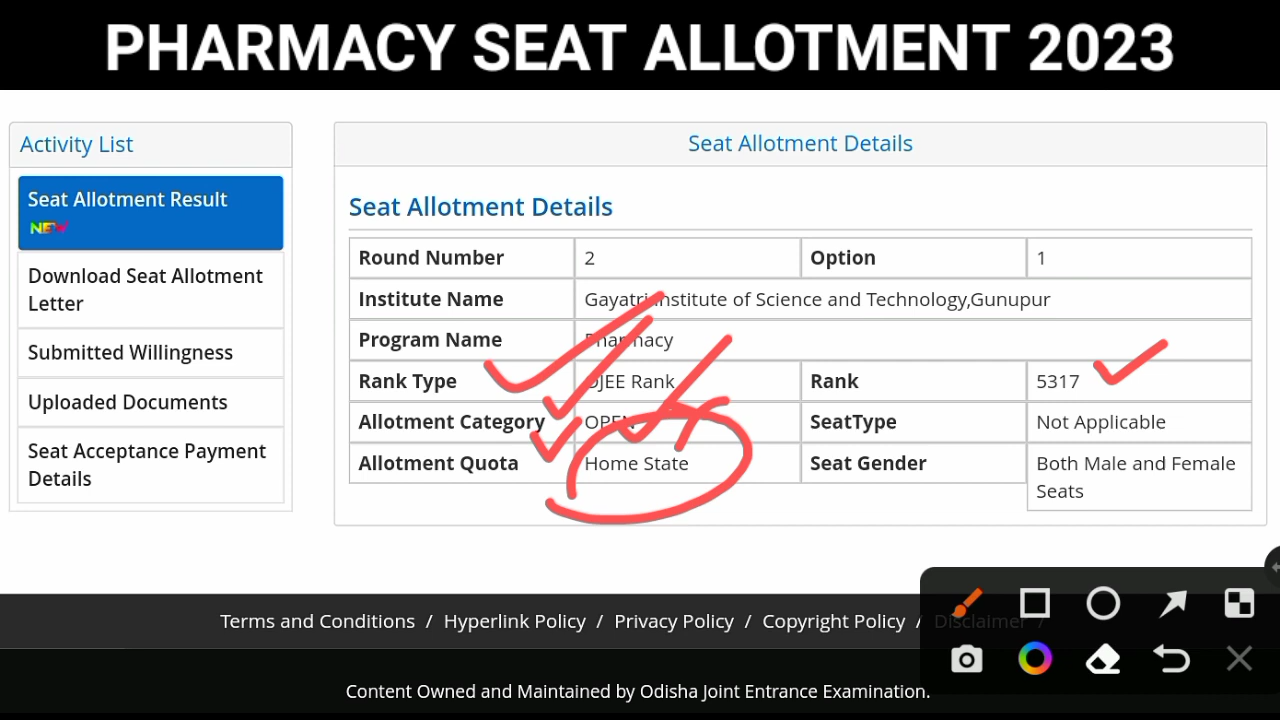 PHARMACY SEAT ALLOTMENT 2023
Activity List
Seat Allotment Result
NEW
Download Seat Allotment
Letter
Submitted Willingness
Uploaded Documents
Seat Acceptance Payment
Details
Seat Allotment Details
Seat Allotment Details
Round Number 2 Option 1
Institute Name Gayatri Institute of Science and Technology,Gunupur
Program Name Pharmacy
Rank Type OJEE Rank Rank 5317
Allotment Category OPEN SeatType Not Applicable
Allotment Quota Home State Seat Gender Both Male and Female
Seats
Terms and Conditions / Hyperlink Policy / Privacy Policy / Copyright Policy / Disclaimer /
Content Owned and Maintained by Odisha Joint Entrance Examination.